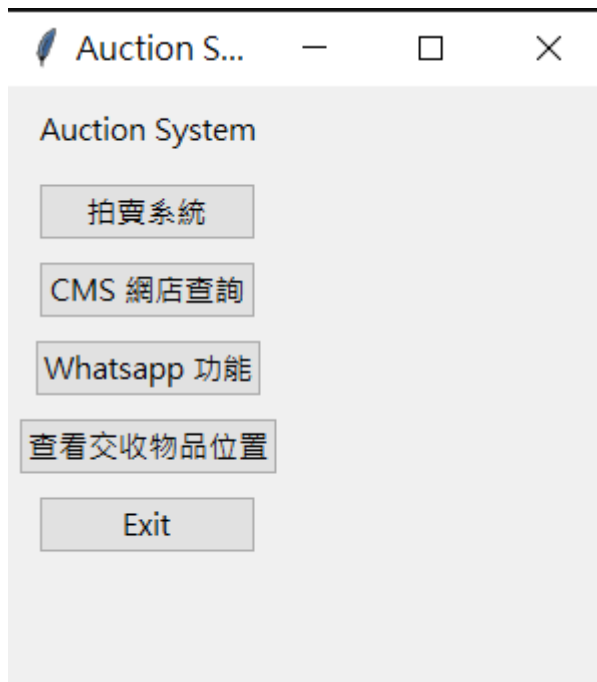 Auction S...
Auction System
拍賣系統
CMS 網店查詢
Whatsapp 功能
查看交收物品位置
Exit